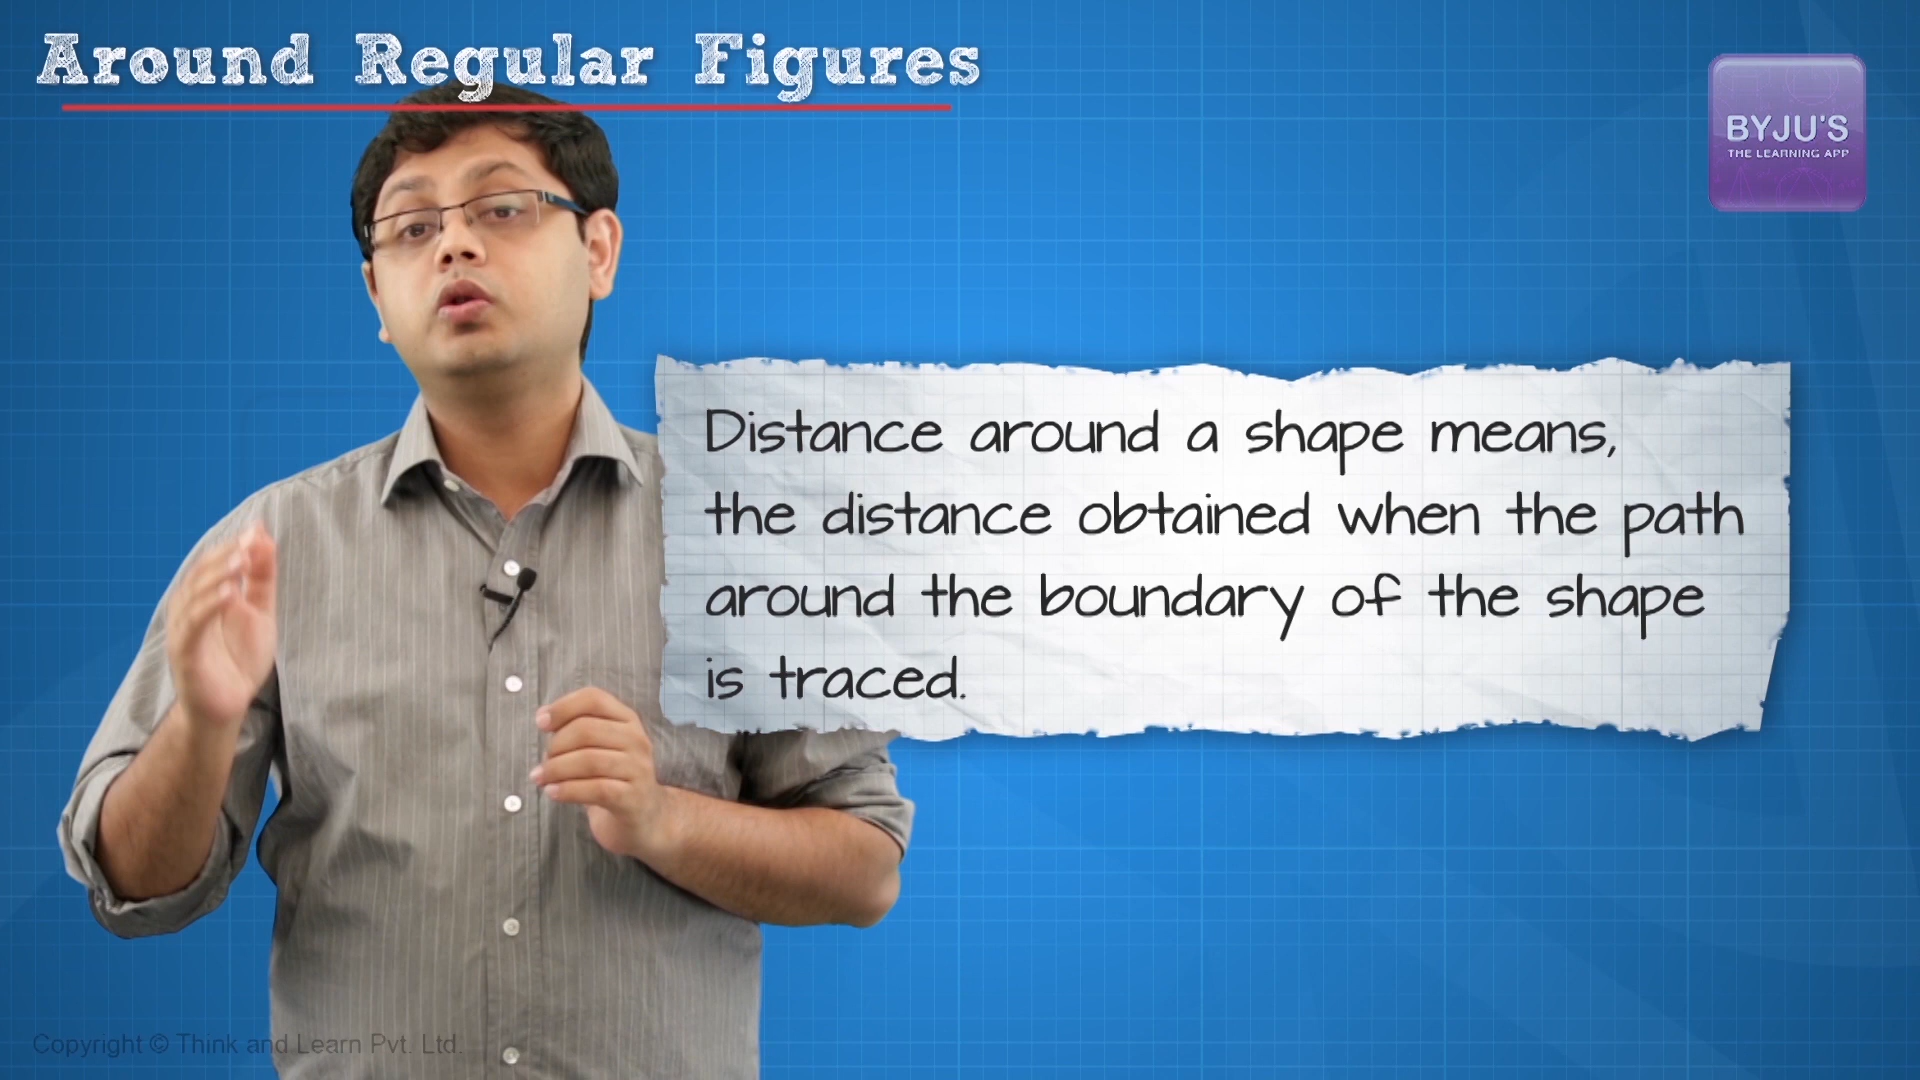 Around Regular Figures
BYJU'S
THE LEARNING APP
Distance around a shape means,
the distance obtained when the path
around the boundary of the shape
is traced.
Copyright © Think and Learn Pvt. Ltd.